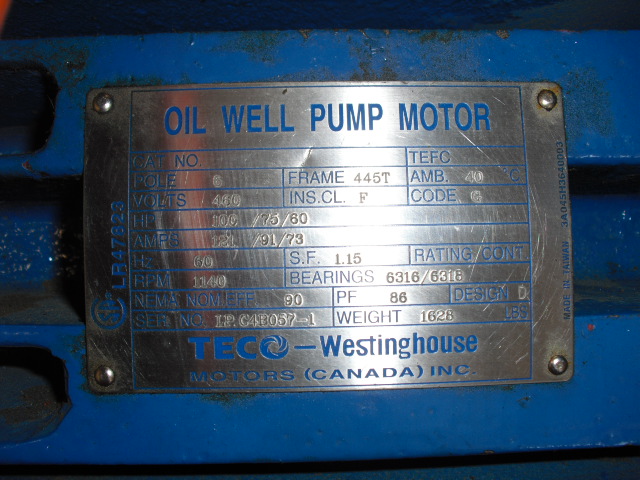 OIL WELL PUMP MOTOR
CAT NO. TEFC
POLE 6 FRAME 445T AMB. 40 °C
VOLTS 460 INS.CL. F CODE G
HP 100 /75/60
AMPS 121 /91/73
HZ 60 S.F. 1.15 RATING CONT
RPM 1140 BEARINGS 6316/6316
NEMA NOM.EFF. 90 PF 86 DESIGN D
SER NO. WEIGHT 1628 LBS
TECO—Westinghouse
MOTORS (CANADA) INC.
LR47323
MADE IN TAIWAN